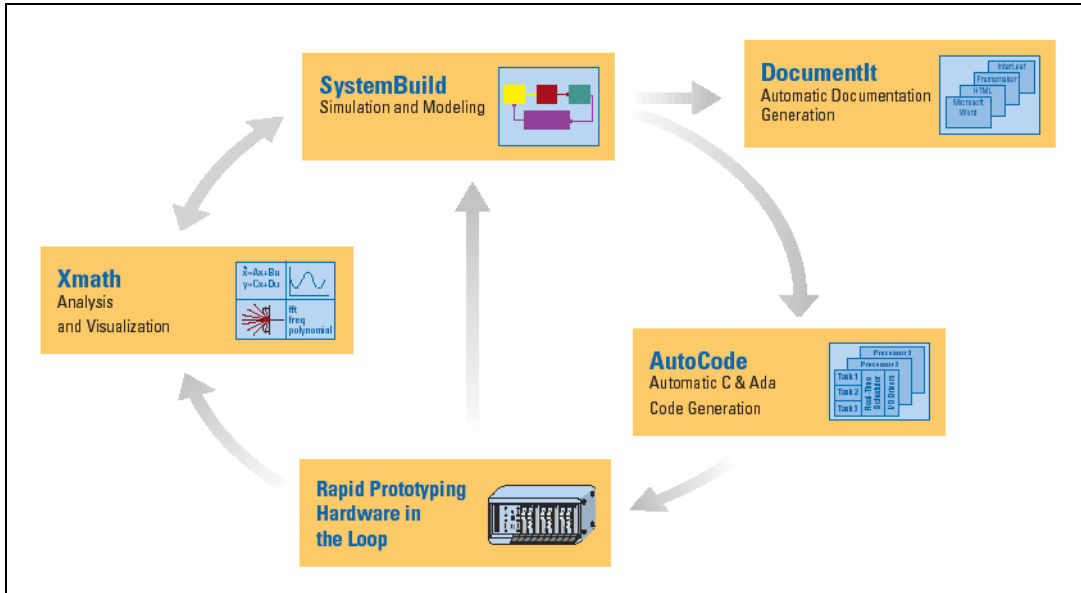 SystemBuild
Simulation and Modeling
DocumentIt
Automatic Documentation
Generation
InterLeaf
Framemaker
HTML
Microsoft
Word
Xmath
Analysis
and Visualization
ẋ=Ax+Bu
y=Cx+Du
fft
freq
polynomial
AutoCode
Automatic C & Ada
Code Generation
Processor 3
Processor 2
Task 1
Task 2
Task 3
Real-Time
Scheduler
I/O Drivers
Rapid Prototyping
Hardware in
the Loop